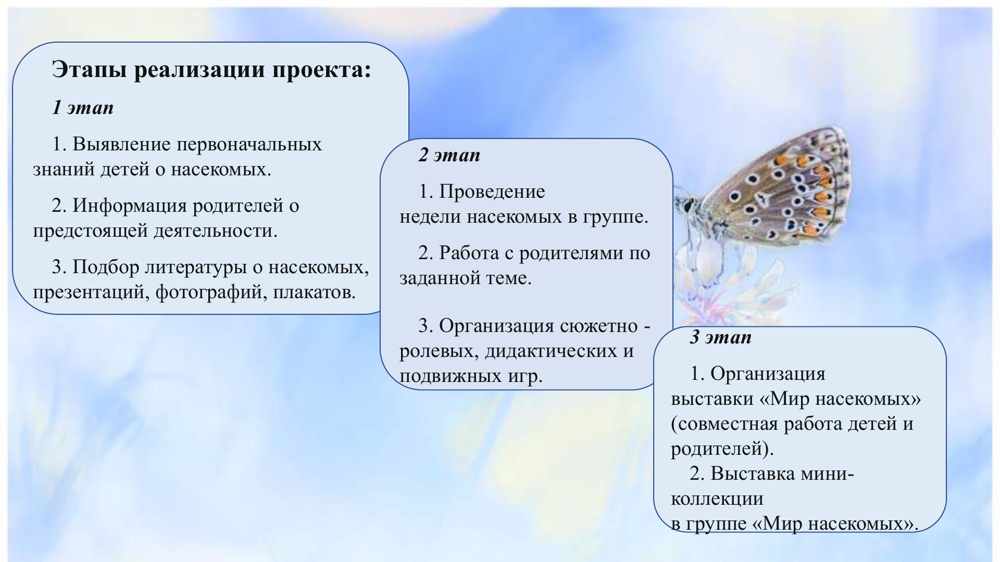 Этапы реализации проекта:
1 этап
1. Выявление первоначальных
знаний детей о насекомых.
2. Информация родителей о
предстоящей деятельности.
3. Подбор литературы о насекомых,
презентаций, фотографий, плакатов.
2 этап
1. Проведение
недели насекомых в группе.
2. Работа с родителями по
заданной теме.
3. Организация сюжетно -
ролевых, дидактических и
подвижных игр.
3 этап
1. Организация
выставки «Мир насекомых»
(совместная работа детей и
родителей).
2. Выставка мини-
коллекции
в группе «Мир насекомых».